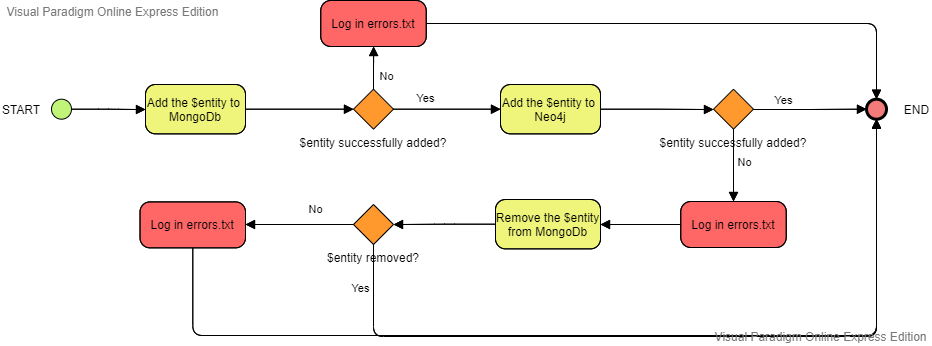 Visual Paradigm Online Express Edition
Log in errors.txt
No
START
Add the $entity to
MongoDb
Yes
Add the $entity to
Neo4j
Yes
END
$entity successfully added?
$entity successfully added?
No
No
Log in errors.txt
Remove the $entity
from MongoDb
Log in errors.txt
$entity removed?
Yes
Visual Paradigm Online Express Edition